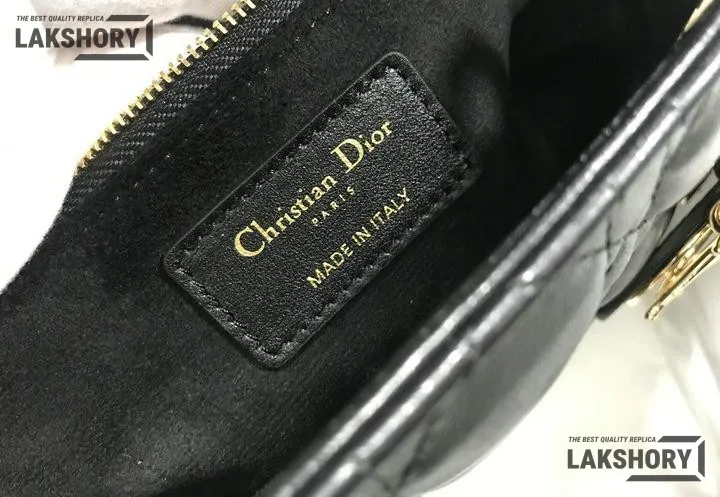 THE BEST QUALITY REPLICA
LAKSHORY
Christian Dior
PARIS
MADE IN ITALY
THE BEST QUALITY REPLICA
LAKSHORY